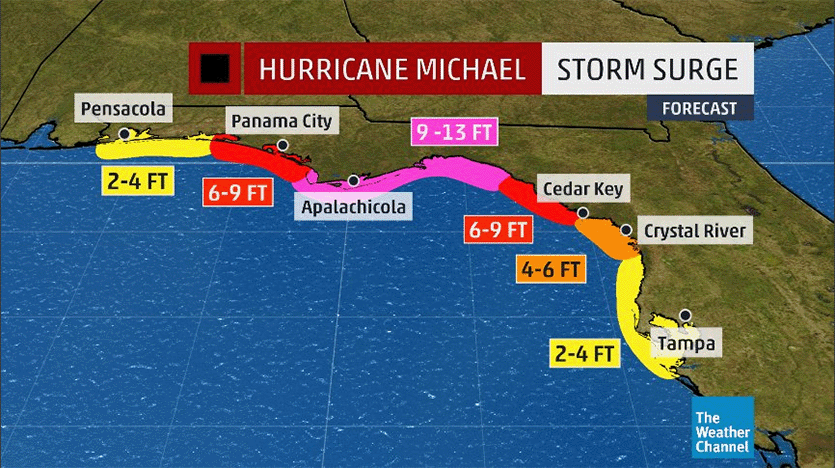 HURRICANE MICHAEL STORM SURGE
FORECAST
Pensacola
Panama City
9 -13 FT
2-4 FT
6-9 FT
Apalachicola
Cedar Key
6-9 FT
Crystal River
4-6 FT
2-4 FT
Tampa
The
Weather
Channel